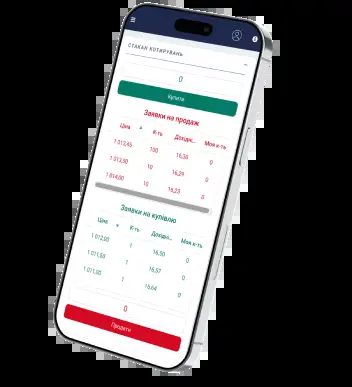 СТАКАН КОТИРУВАНЬ
0
Купити
Заявки на продаж
Ціна К-ть Дохідні... Моя к-ть
1 013,45 100 16,30 0
1 013,50 10 16,29 0
1 014,00 10 16,23 0
Заявки на купівлю
Ціна К-ть Дохідні... Моя к-ть
1 012,00 1 16,50 0
1 011,50 1 16,57 0
1 011,00 1 16,64 0
0
Продати